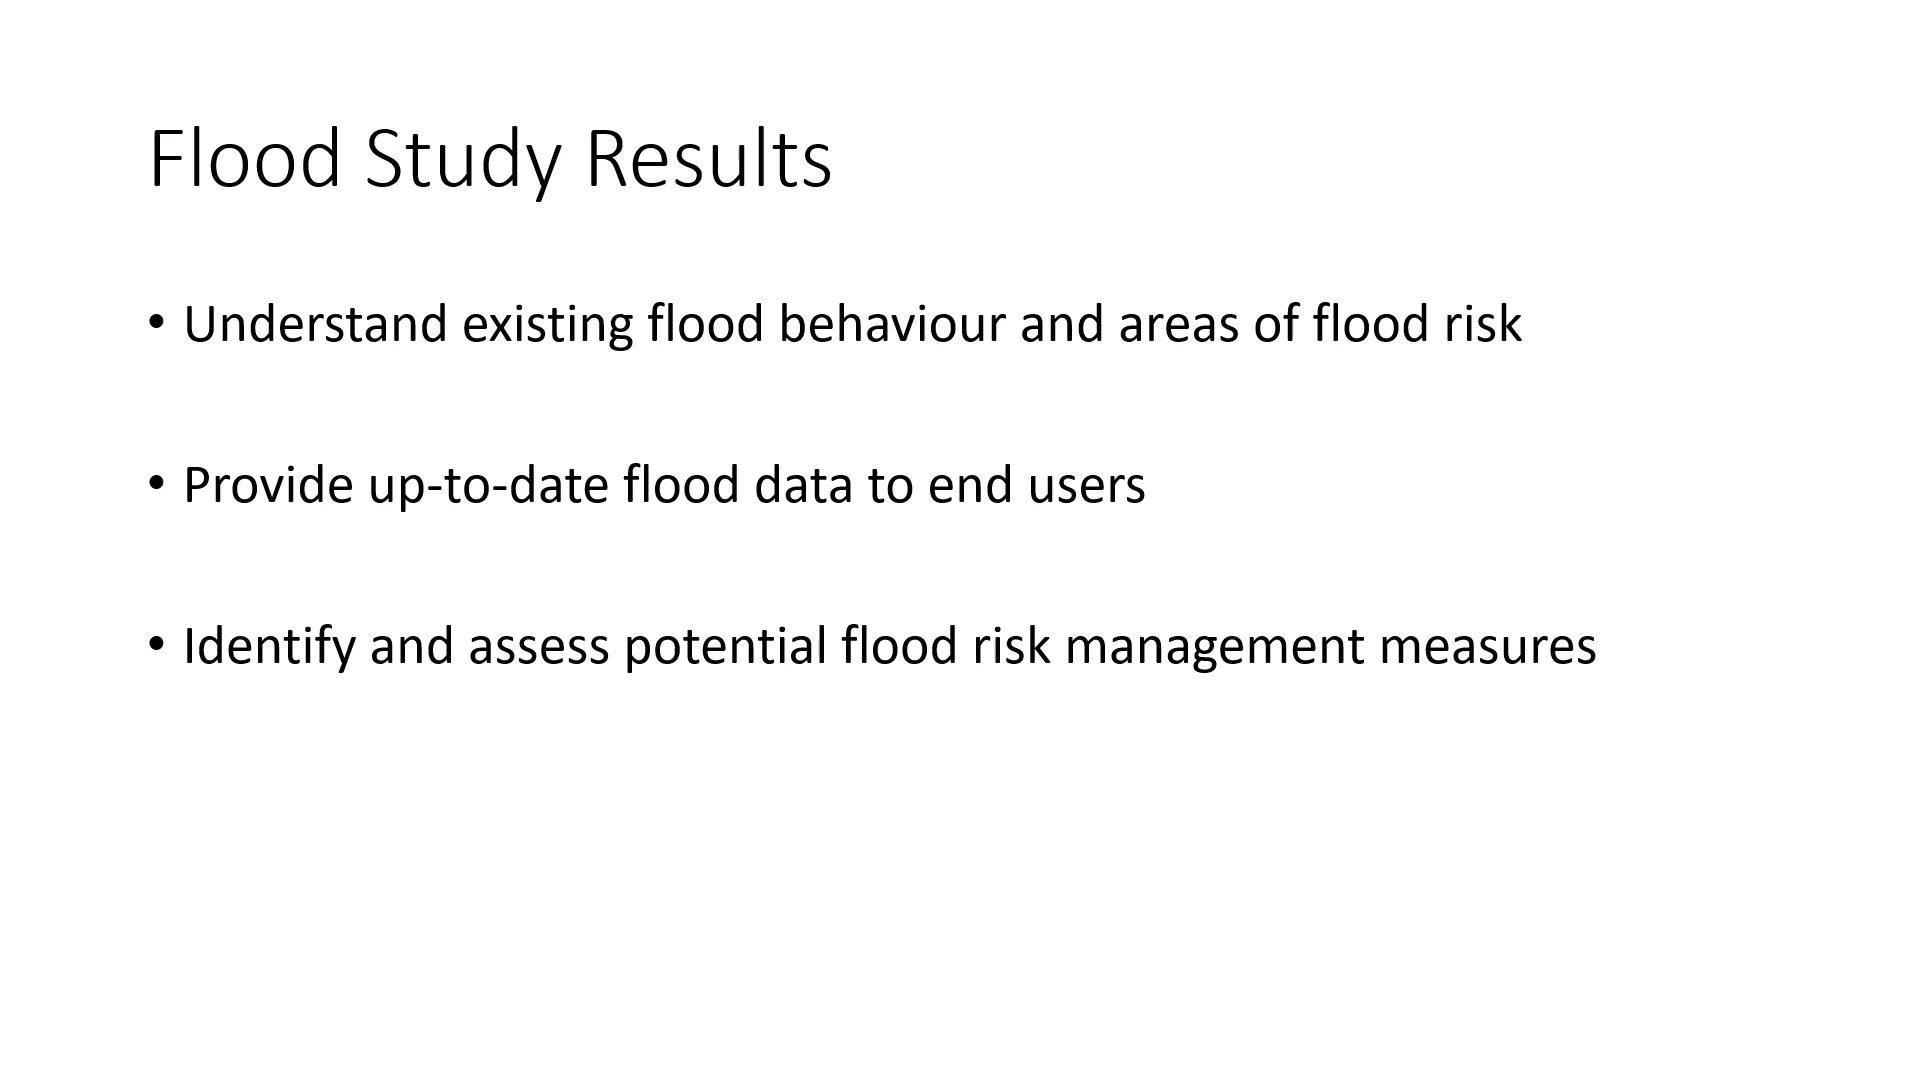 Flood Study Results
• Understand existing flood behaviour and areas of flood risk
• Provide up-to-date flood data to end users
• Identify and assess potential flood risk management measures